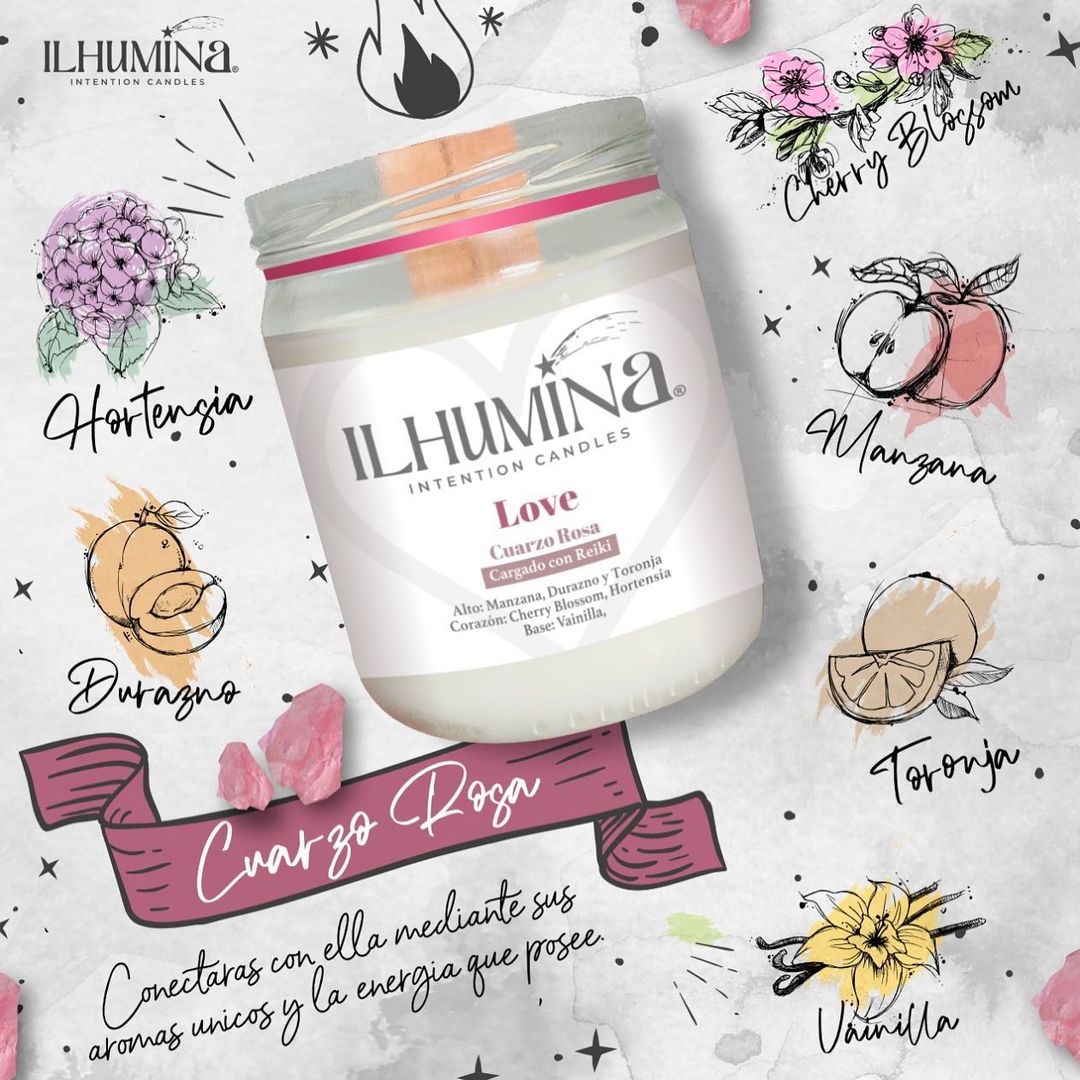 ILHUMINA®
INTENTION CANDLES
Cherry Blossom
Hortensia
Manzana
ILHUMINA®
INTENTION CANDLES
Love
Cuarzo Rosa
Cargado con Reiki
Alto: Manzana, Durazno y Toronja
Corazón: Cherry Blossom, Hortensia
Base: Vainilla,
Durazno
Toronja
Cuarzo Rosa
Conectaras con ella mediante sus
aromas unicos y la energia que posee.
Vainilla